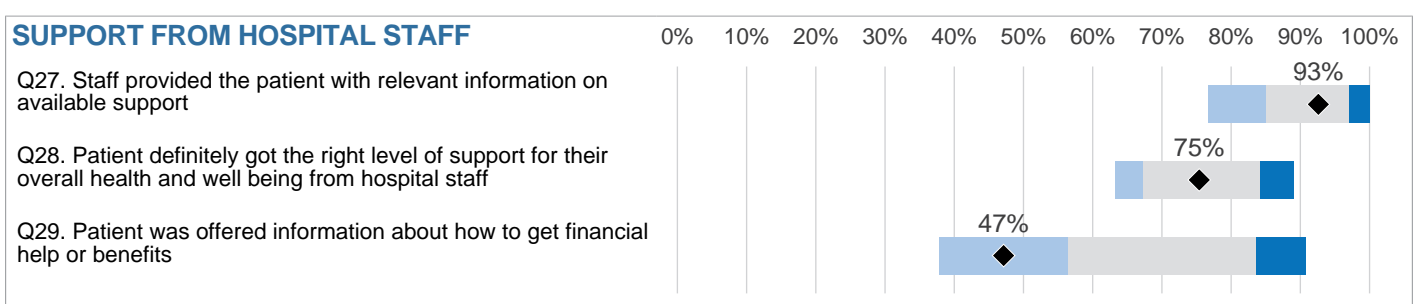 SUPPORT FROM HOSPITAL STAFF
0% 10% 20% 30% 40% 50% 60% 70% 80% 90% 100%
Q27. Staff provided the patient with relevant information on
available support
93%
Q28. Patient definitely got the right level of support for their
overall health and well being from hospital staff
75%
Q29. Patient was offered information about how to get financial
help or benefits
47%